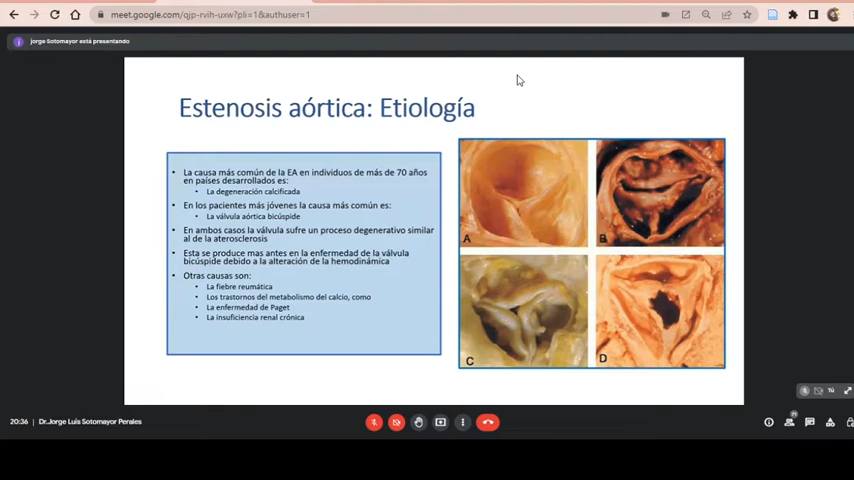 meet.google.com/qjp-rvih-uxw?pli=1&authuser=1
j
jorge Sotomayor está presentando
Estenosis aórtica: Etiología
• La causa más común de la EA en individuos de más de 70 años
en países desarrollados es:
• La degeneración calcificada
• En los pacientes más jóvenes la causa más común es:
• La válvula aórtica bicúspide
• En ambos casos la válvula sufre un proceso degenerativo similar
al de la aterosclerosis
• Esta se produce mas antes en la enfermedad de la válvula
bicúspide debido a la alteración de la hemodinámica
• Otras causas son:
• La fiebre reumática
• Los trastornos del metabolismo del calcio, como
• La enfermedad de Paget
• La insuficiencia renal crónica
A
B
C
D
Tú
20:36 | Dr.Jorge Luis Sotomayor Perales